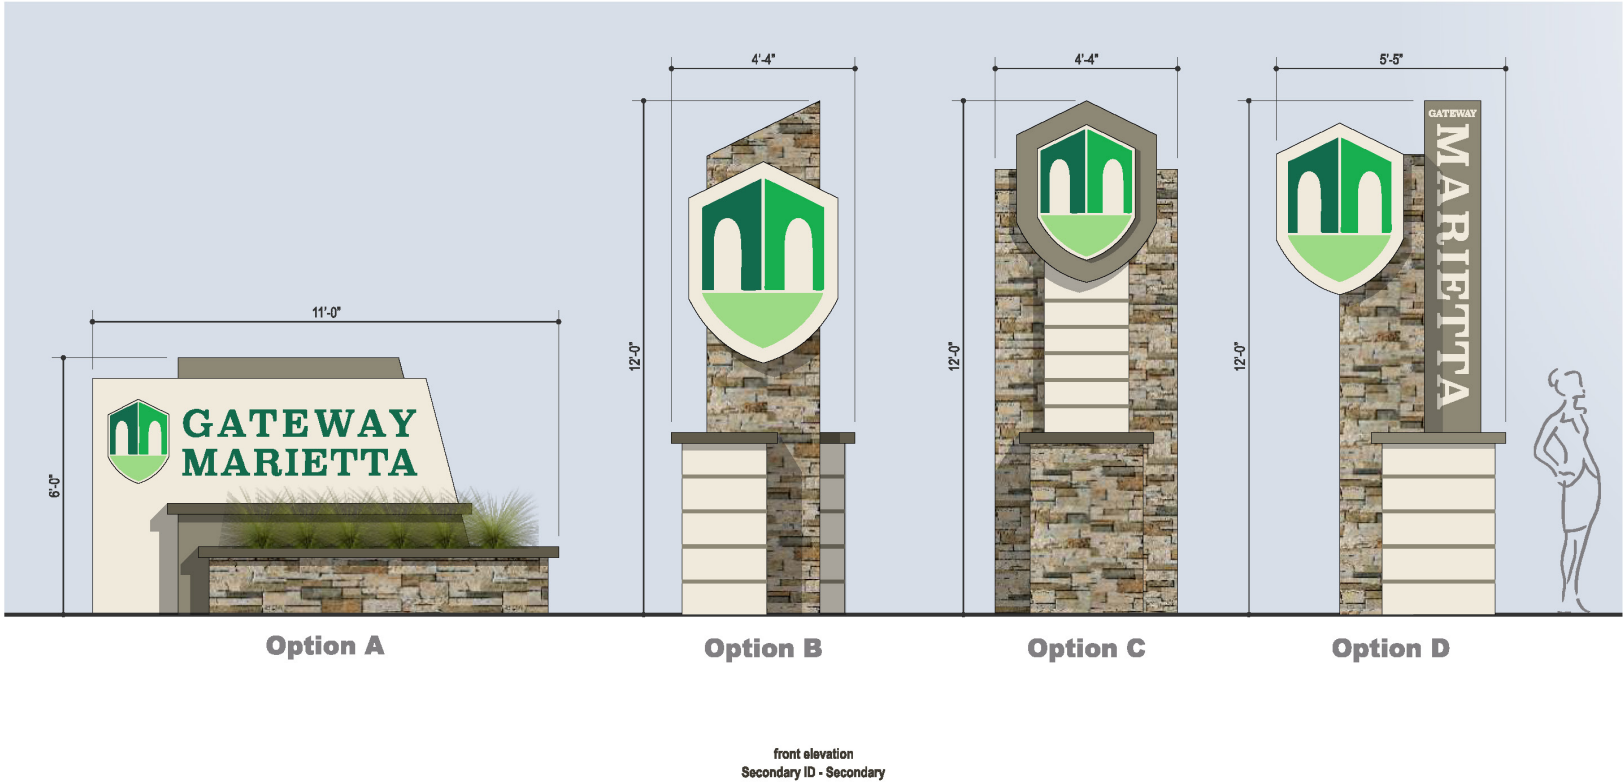 4'-4"
4'-4"
5'-5"
GATEWAY
MARIETTA
11'-0"
12'-0"
12'-0"
12'-0"
6'-0"
GATEWAY
MARIETTA
Option A
Option B
Option C
Option D
front elevation
Secondary ID - Secondary